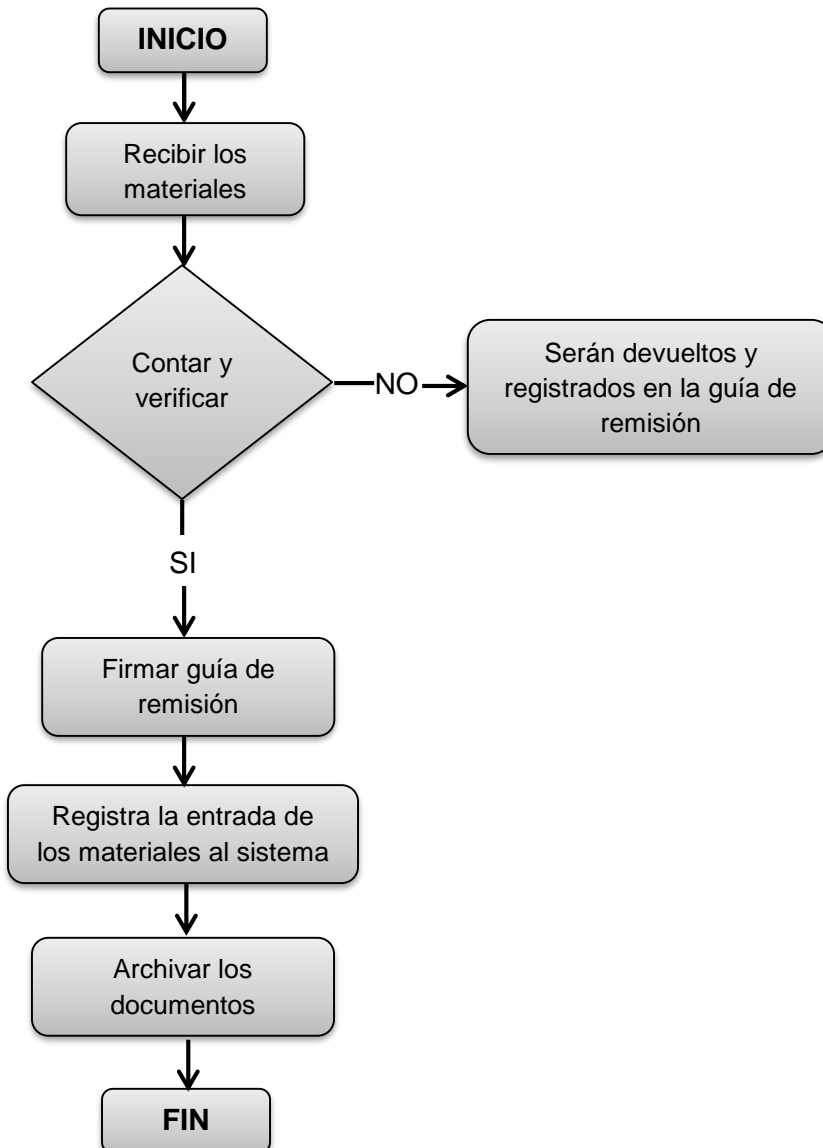 INICIO
Recibir los
materiales
Contar y
verificar
NO
Serán devueltos y
registrados en la guía de
remisión
SI
Firmar guía de
remisión
Registra la entrada de
los materiales al sistema
Archivar los
documentos
FIN